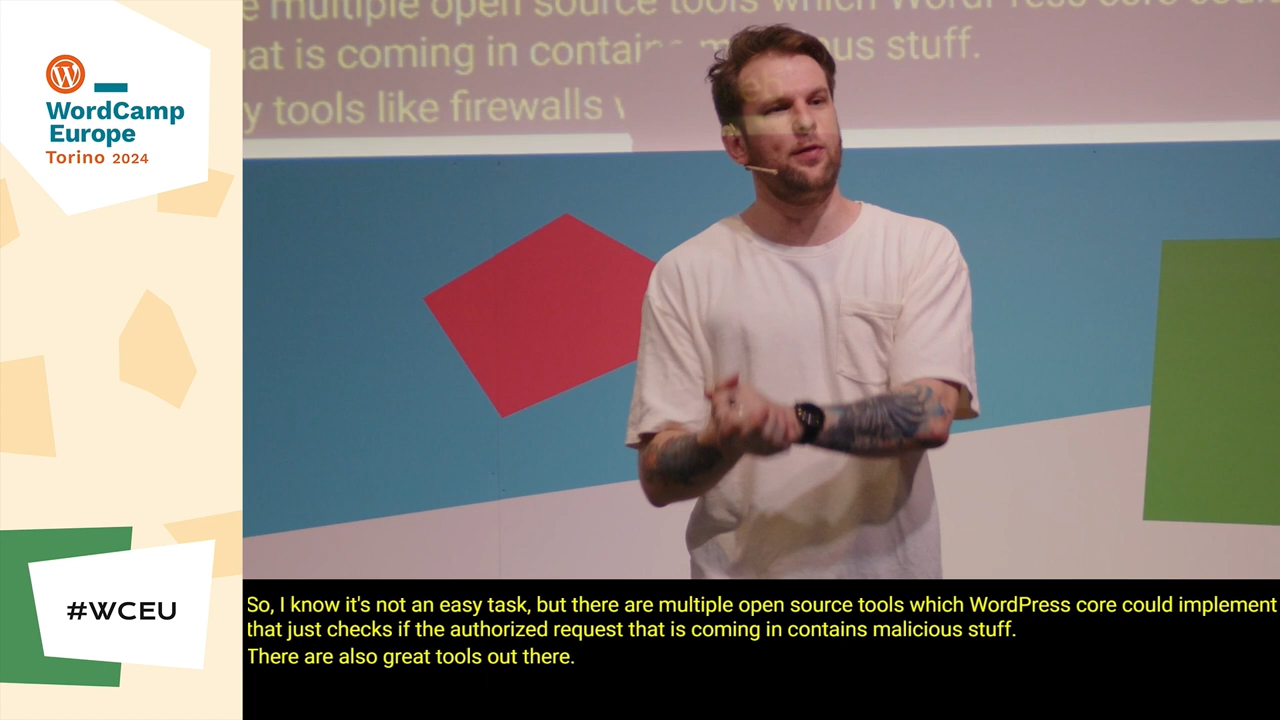 WordCamp
Europe
Torino 2024
e multiple open source tools which WordPress core could
at is coming in contai
us stuff.
y tools like firewalls
#WCEU
So, I know it's not an easy task, but there are multiple open source tools which WordPress core could implement
that just checks if the authorized request that is coming in contains malicious stuff.
There are also great tools out there.